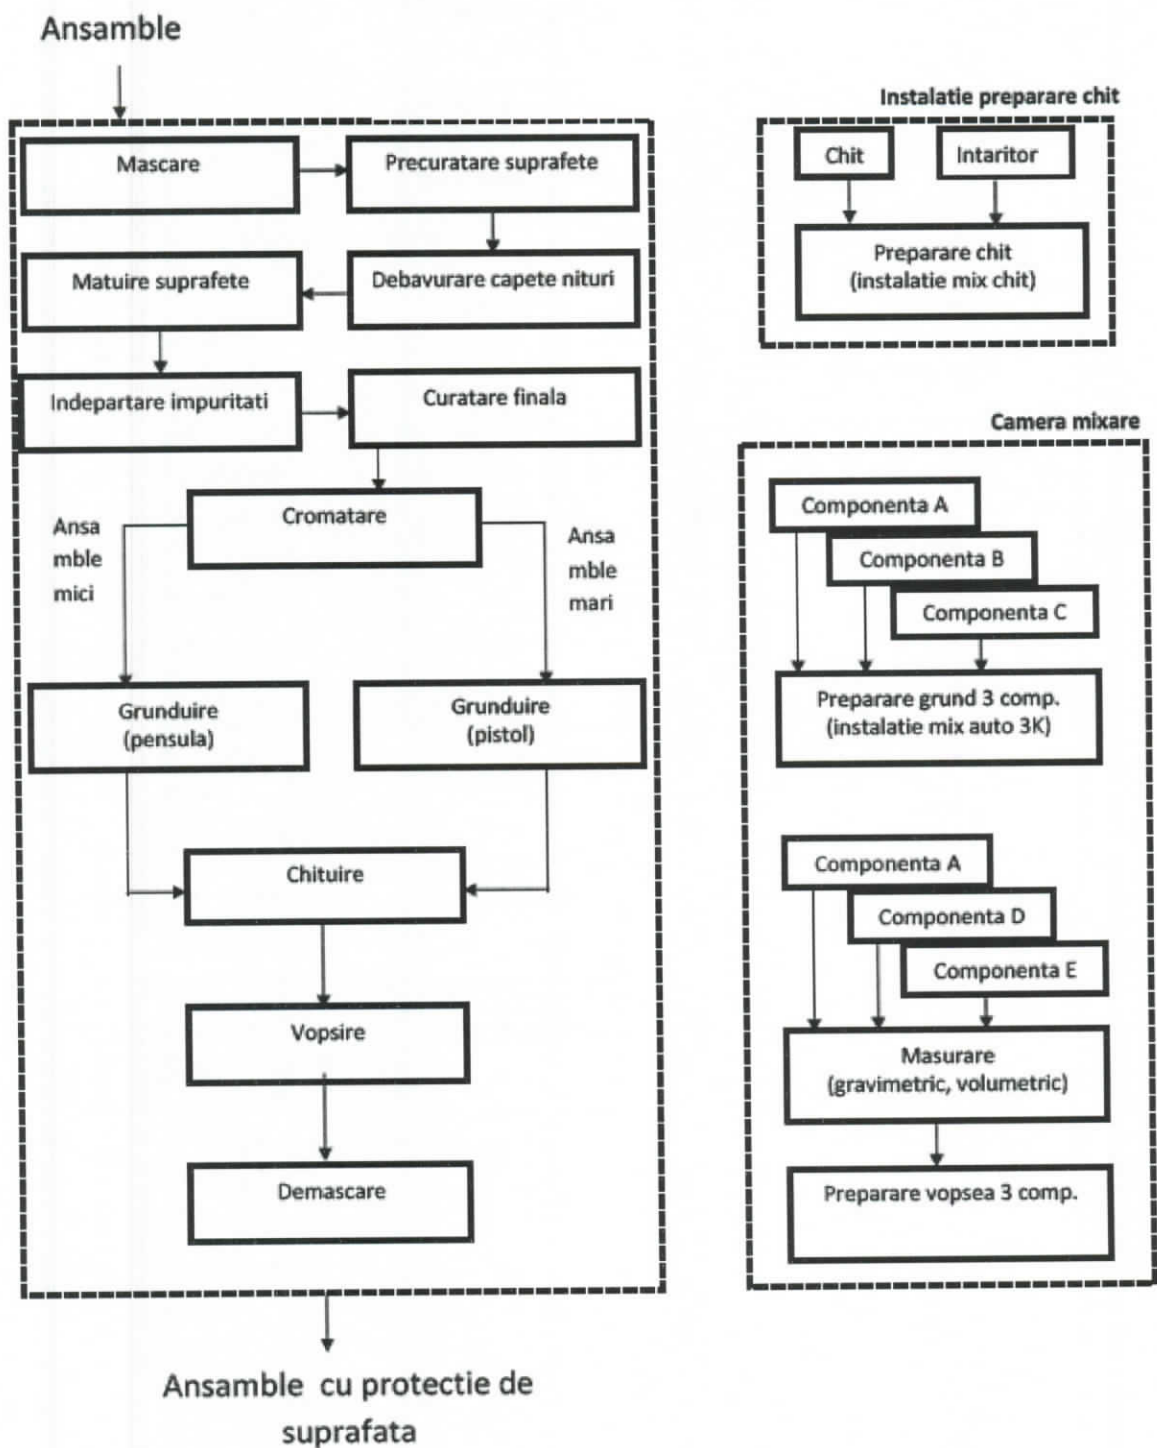 Ansamble
Mascare
Precuratare suprafete
Matuire suprafete
Debavurare capete nituri
Indepartare impuritati
Curatare finala
Cromatare
Ansa
mble
mici
Ansa
mble
mari
Grunduire
(pensula)
Grunduire
(pistol)
Chituire
Vopsire
Demascare
Ansamble cu protectie de
suprafata
Instalatie preparare chit
Chit
Intaritor
Preparare chit
(instalatie mix chit)
Camera mixare
Componenta A
Componenta B
Componenta C
Preparare grund 3 comp.
(instalatie mix auto 3K)
Componenta A
Componenta D
Componenta E
Masurare
(gravimetric, volumetric)
Preparare vopsea 3 comp.